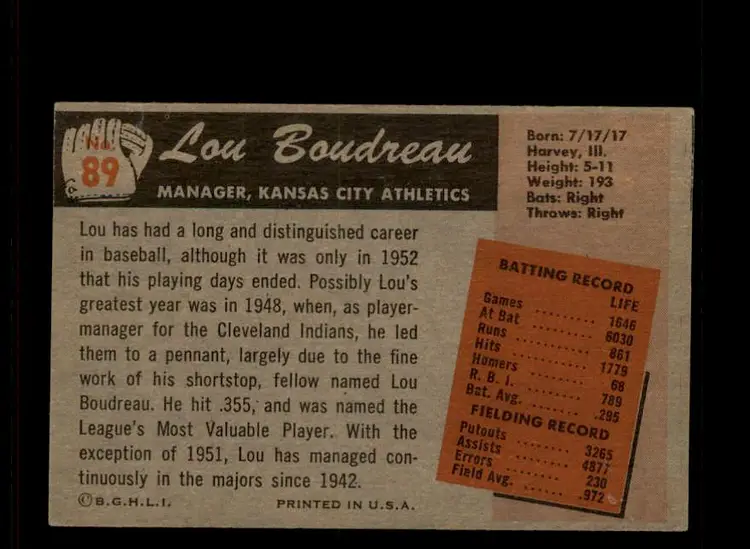 No.
89
Lou Boudreau
MANAGER, KANSAS CITY ATHLETICS
Born: 7/17/17
Harvey, Ill.
Height: 5-11
Weight: 193
Bats: Right
Throws: Right
Lou has had a long and distinguished career
in baseball, although it was only in 1952
that his playing days ended. Possibly Lou's
greatest year was in 1948, when, as player-
manager for the Cleveland Indians, he led
them to a pennant, largely due to the fine
work of his shortstop, fellow named Lou
Boudreau. He hit .355, and was named the
League's Most Valuable Player. With the
exception of 1951, Lou has managed con-
tinuously in the majors since 1942.
©B.G.H.L.I. PRINTED IN U.S.A.
BATTING RECORD
LIFE
Games .......... 1646
At Bat .......... 6030
Runs .......... 861
Hits .......... 1779
Homers .......... 68
R. B. I. .......... 789
Bat. Avg. .......... .295
FIELDING RECORD
Putouts .......... 3265
Assists .......... 4877
Errors .......... 230
Field Avg. .......... .972